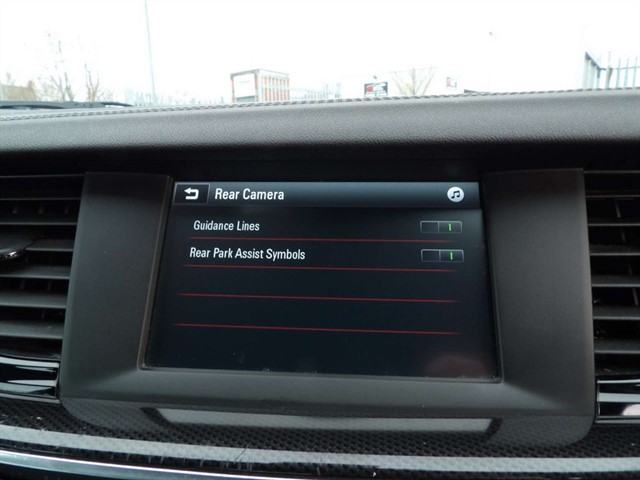 Rear Camera
Guidance Lines
Rear Park Assist Symbols